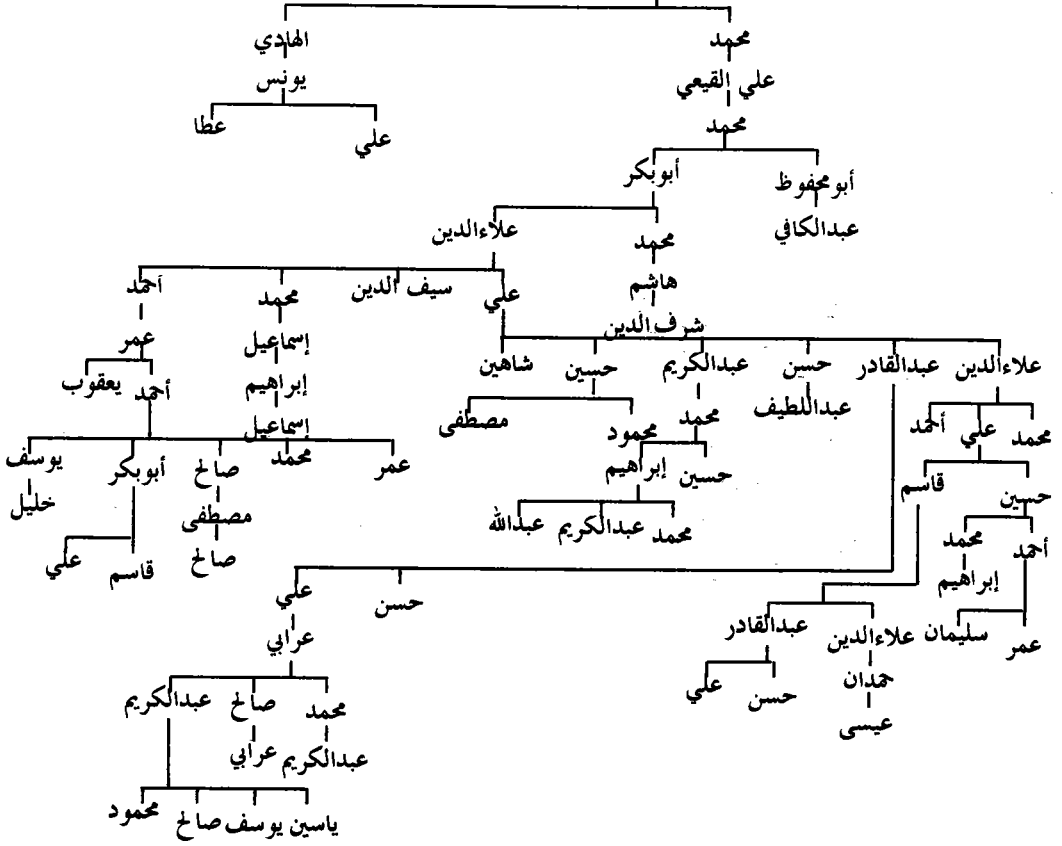 محمد الهادي
علي القيعي يونس
محمد علي عطا
أبومحفوظ أبوبكر
عبدالكافي محمد علاءالدين
هاشم علي سيف الدين محمد أحمد
شرف الدين إسماعيل عمر
علاءالدين عبدالقادر حسن عبدالكريم حسين شاهين إبراهيم أحمد يعقوب
محمد علي أحمد عبداللطيف محمد محمود مصطفى إسماعيل
حسين قاسم حسين إبراهيم عمر محمد صالح أبوبكر يوسف
أحمد محمد محمد عبدالكريم عبدالله مصطفى خليل
إبراهيم صالح قاسم علي
عمر سليمان علاءالدين عبدالقادر حسن علي
حمدان حسن علي عرابي
عيسى محمد صالح عبدالكريم
عبدالكريم عرابي
ياسين يوسف صالح محمود